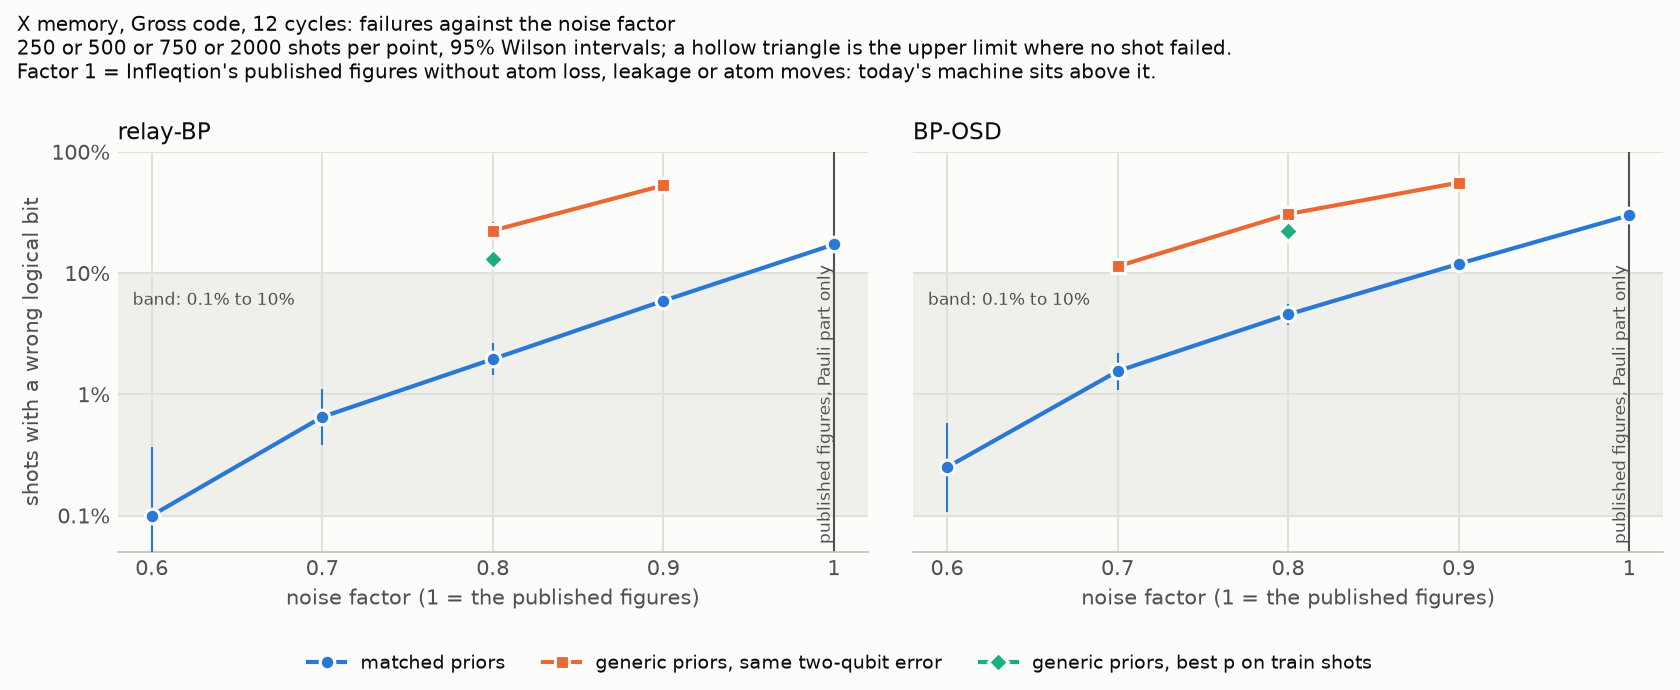 X memory, Gross code, 12 cycles: failures against the noise factor
250 or 500 or 750 or 2000 shots per point, 95% Wilson intervals; a hollow triangle is the upper limit where no shot failed.
Factor 1 = Infleqtion's published figures without atom loss, leakage or atom moves: today's machine sits above it.
relay-BP
BP-OSD
shots with a wrong logical bit
100%
10%
1%
0.1%
band: 0.1% to 10%
published figures, Pauli part only
band: 0.1% to 10%
published figures, Pauli part only
0.6 0.7 0.8 0.9 1
0.6 0.7 0.8 0.9 1
noise factor (1 = the published figures)
noise factor (1 = the published figures)
matched priors
generic priors, same two-qubit error
generic priors, best p on train shots